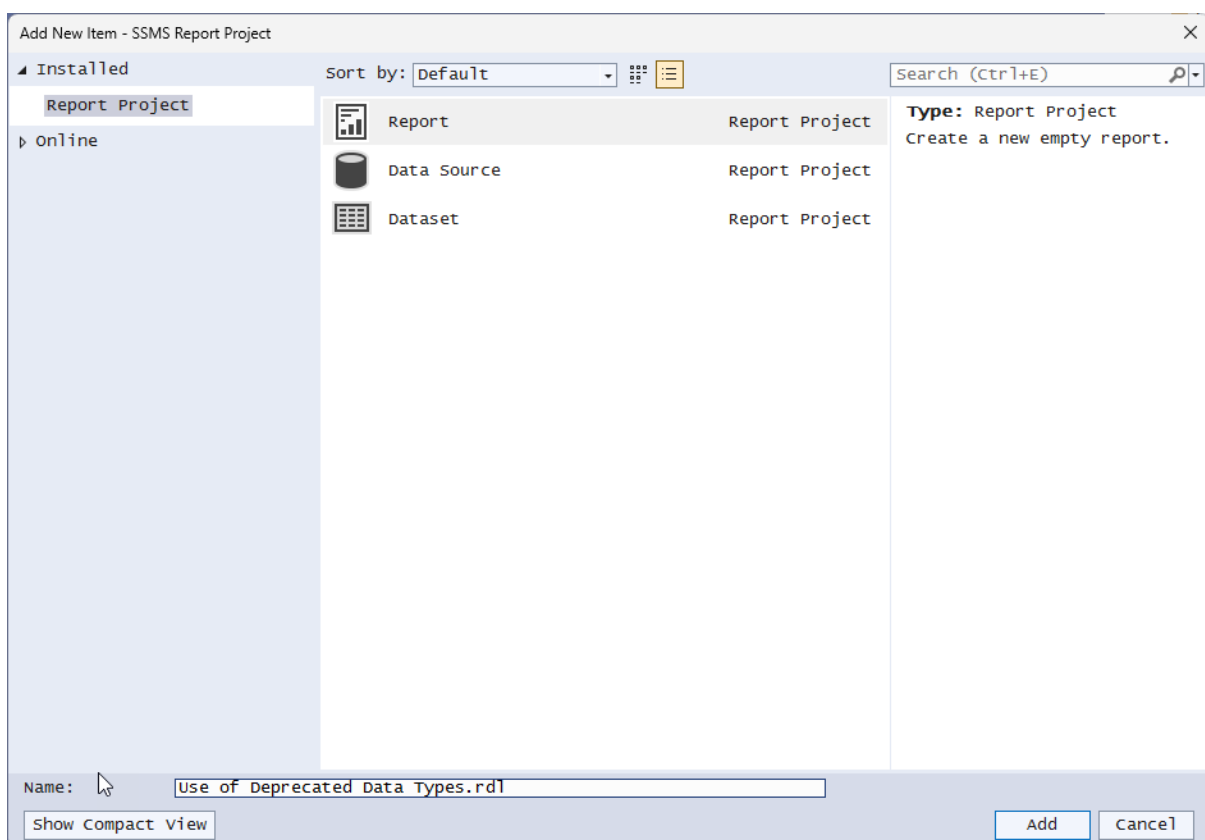 Add New Item - SSMS Report Project
Installed
Report Project
Online
Sort by: Default
Search (Ctrl+E)
Report Report Project
Data Source Report Project
Dataset Report Project
Type: Report Project
Create a new empty report.
Name: Use of Deprecated Data Types.rdl
Show Compact View
Add Cancel